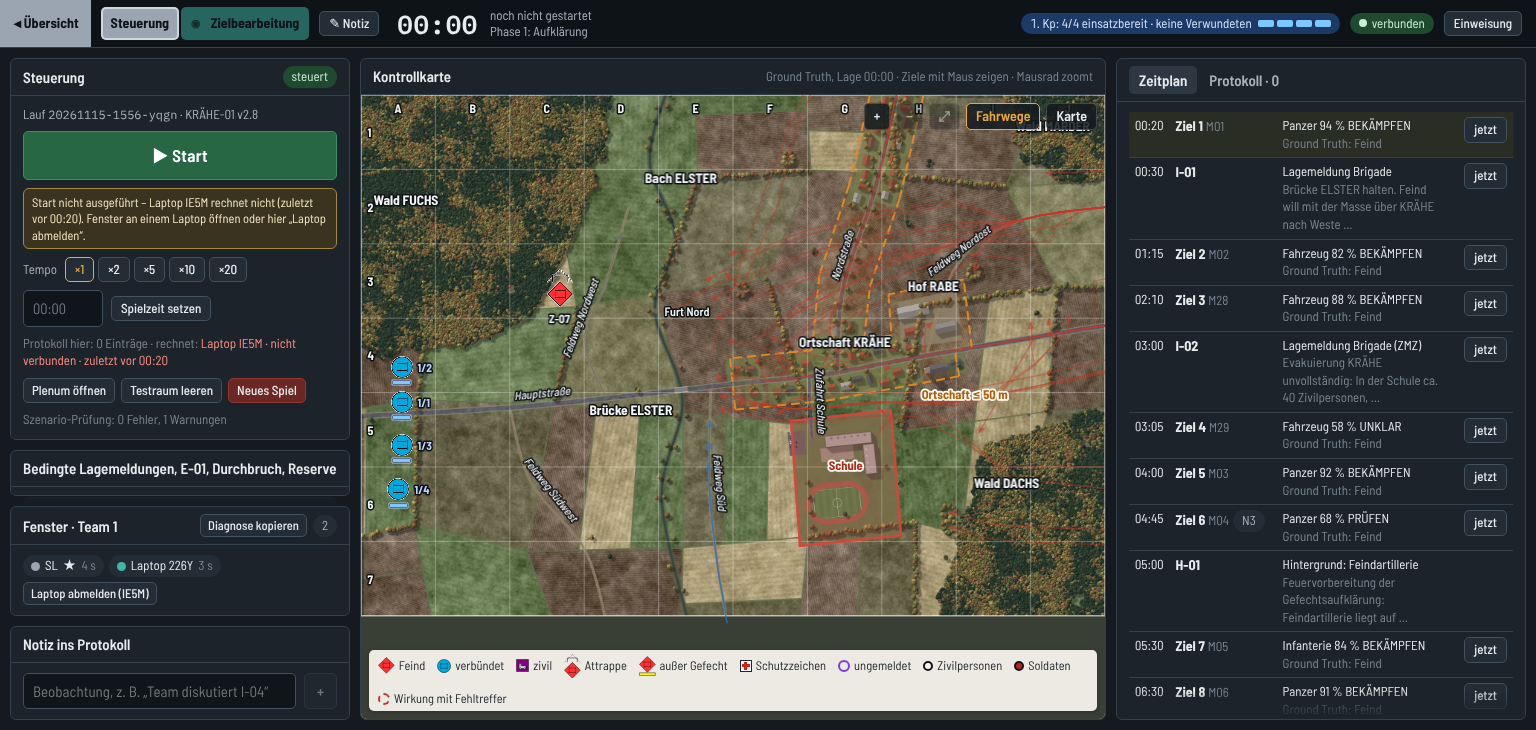 ◂ Übersicht
Steuerung
Zielbearbeitung
✎ Notiz
00:00
noch nicht gestartet
Phase 1: Aufklärung
1. Kp: 4/4 einsatzbereit · keine Verwundeten
verbunden
Einweisung
Steuerung
steuert
Lauf 20261115-1556-yqgn · KRÄHE-01 v2.8
▶ Start
Start nicht ausgeführt – Laptop IE5M rechnet nicht (zuletzt
vor 00:20). Fenster an einem Laptop öffnen oder hier „Laptop
abmelden“.
Tempo ×1 ×2 ×5 ×10 ×20
00:00 Spielzeit setzen
Protokoll hier: 0 Einträge · rechnet: Laptop IE5M · nicht
verbunden · zuletzt vor 00:20
Plenum öffnen Testraum leeren Neues Spiel
Szenario-Prüfung: 0 Fehler, 1 Warnungen
Bedingte Lagemeldungen, E-01, Durchbruch, Reserve
Fenster · Team 1 Diagnose kopieren 2
SL ★ 4 s Laptop 226Y 3 s
Laptop abmelden (IE5M)
Notiz ins Protokoll
Beobachtung, z. B. „Team diskutiert I-04“ +
Kontrollkarte
Ground Truth, Lage 00:00 · Ziele mit Maus zeigen · Mausrad zoomt
A B C D E F G H
+ − ⤢ Fahrwege Karte
1
2
3
4
5
6
7
Wald MARDER
Bach ELSTER
Wald FUCHS
Nordstraße
Feldweg Nordost
Hof RABE
Z-07
Feldweg Nordwest
Furt Nord
Ortschaft KRÄHE
1/2
1/1
1/3
1/4
Hauptstraße
Brücke ELSTER
Zufahrt Schule
Ortschaft ≤ 50 m
Feldweg Südwest
Feldweg Süd
Schule
Wald DACHS
Feind
verbündet
zivil
Attrappe
außer Gefecht
Schutzzeichen
ungemeldet
Zivilpersonen
Soldaten
Wirkung mit Fehltreffer
Zeitplan Protokoll · 0
00:20 Ziel 1 M01 Panzer 94 % BEKÄMPFEN jetzt
Ground Truth: Feind
00:30 I-01 Lagemeldung Brigade jetzt
Brücke ELSTER halten. Feind
will mit der Masse über KRÄHE
nach Weste ...
01:15 Ziel 2 M02 Fahrzeug 82 % BEKÄMPFEN jetzt
Ground Truth: Feind
02:10 Ziel 3 M28 Fahrzeug 88 % BEKÄMPFEN jetzt
Ground Truth: Feind
03:00 I-02 Lagemeldung Brigade (ZMZ) jetzt
Evakuierung KRÄHE
unvollständig: In der Schule ca.
40 Zivilpersonen, ...
03:05 Ziel 4 M29 Fahrzeug 58 % UNKLAR jetzt
Ground Truth: Feind
04:00 Ziel 5 M03 Panzer 92 % BEKÄMPFEN jetzt
Ground Truth: Feind
04:45 Ziel 6 M04 N3 Panzer 68 % PRÜFEN jetzt
Ground Truth: Feind
05:00 H-01 Hintergrund: Feindartillerie jetzt
Feuervorbereitung der
Gefechtsaufklärung:
Feindartillerie liegt auf ...
05:30 Ziel 7 M05 Infanterie 84 % BEKÄMPFEN jetzt
Ground Truth: Feind
06:30 Ziel 8 M06 Panzer 91 % BEKÄMPFEN jetzt
Ground Truth: Feind